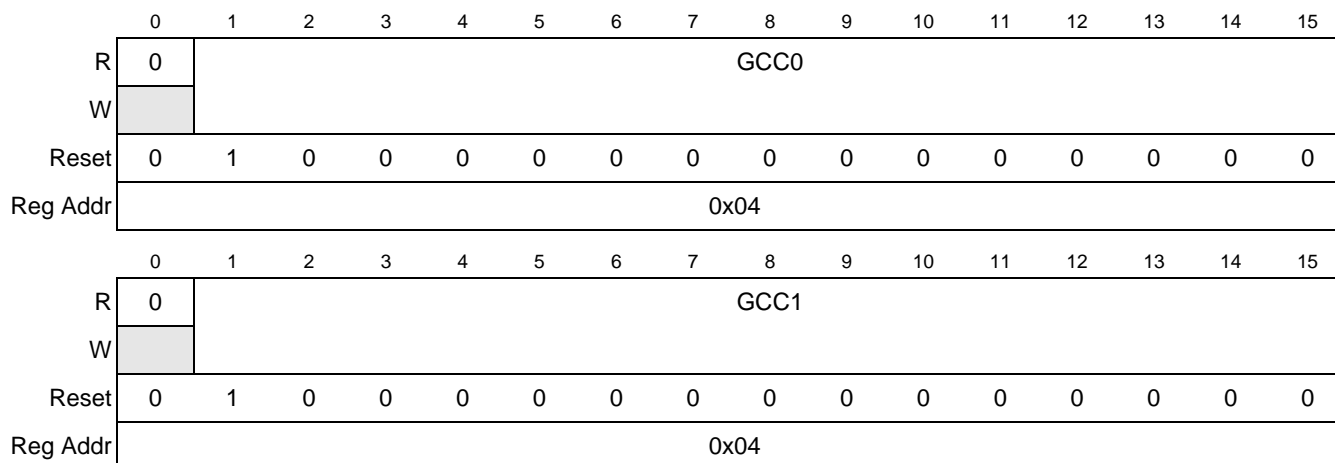 0 1 2 3 4 5 6 7 8 9 10 11 12 13 14 15
R 0 GCC0
W
Reset 0 1 0 0 0 0 0 0 0 0 0 0 0 0 0 0
Reg Addr 0x04
0 1 2 3 4 5 6 7 8 9 10 11 12 13 14 15
R 0 GCC1
W
Reset 0 1 0 0 0 0 0 0 0 0 0 0 0 0 0 0
Reg Addr 0x04